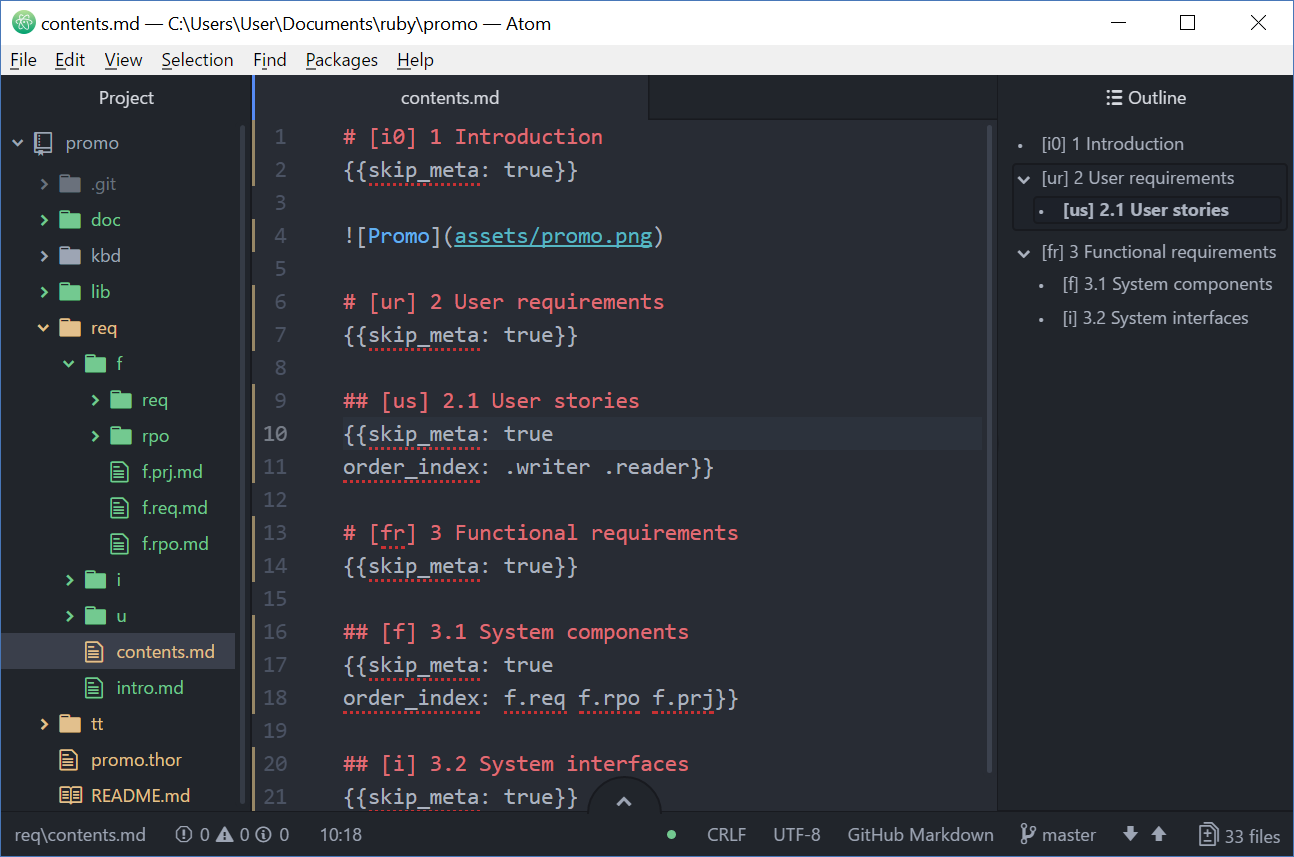 contents.md — C:\Users\User\Documents\ruby\promo — Atom
File Edit View Selection Find Packages Help
Project
promo
.git
doc
kbd
lib
req
f
req
rpo
f.prj.md
f.req.md
f.rpo.md
i
u
contents.md
intro.md
tt
promo.thor
README.md
contents.md
1 # [i0] 1 Introduction
2 {{skip_meta: true}}
3
4 ![Promo](assets/promo.png)
5
6 # [ur] 2 User requirements
7 {{skip_meta: true}}
8
9 ## [us] 2.1 User stories
10 {{skip_meta: true
11 order_index: .writer .reader}}
12
13 # [fr] 3 Functional requirements
14 {{skip_meta: true}}
15
16 ## [f] 3.1 System components
17 {{skip_meta: true
18 order_index: f.req f.rpo f.prj}}
19
20 ## [i] 3.2 System interfaces
21 {{skip_meta: true}}
Outline
[i0] 1 Introduction
[ur] 2 User requirements
[us] 2.1 User stories
[fr] 3 Functional requirements
[f] 3.1 System components
[i] 3.2 System interfaces
req\contents.md 0 0 0 10:18 CRLF UTF-8 GitHub Markdown master 33 files